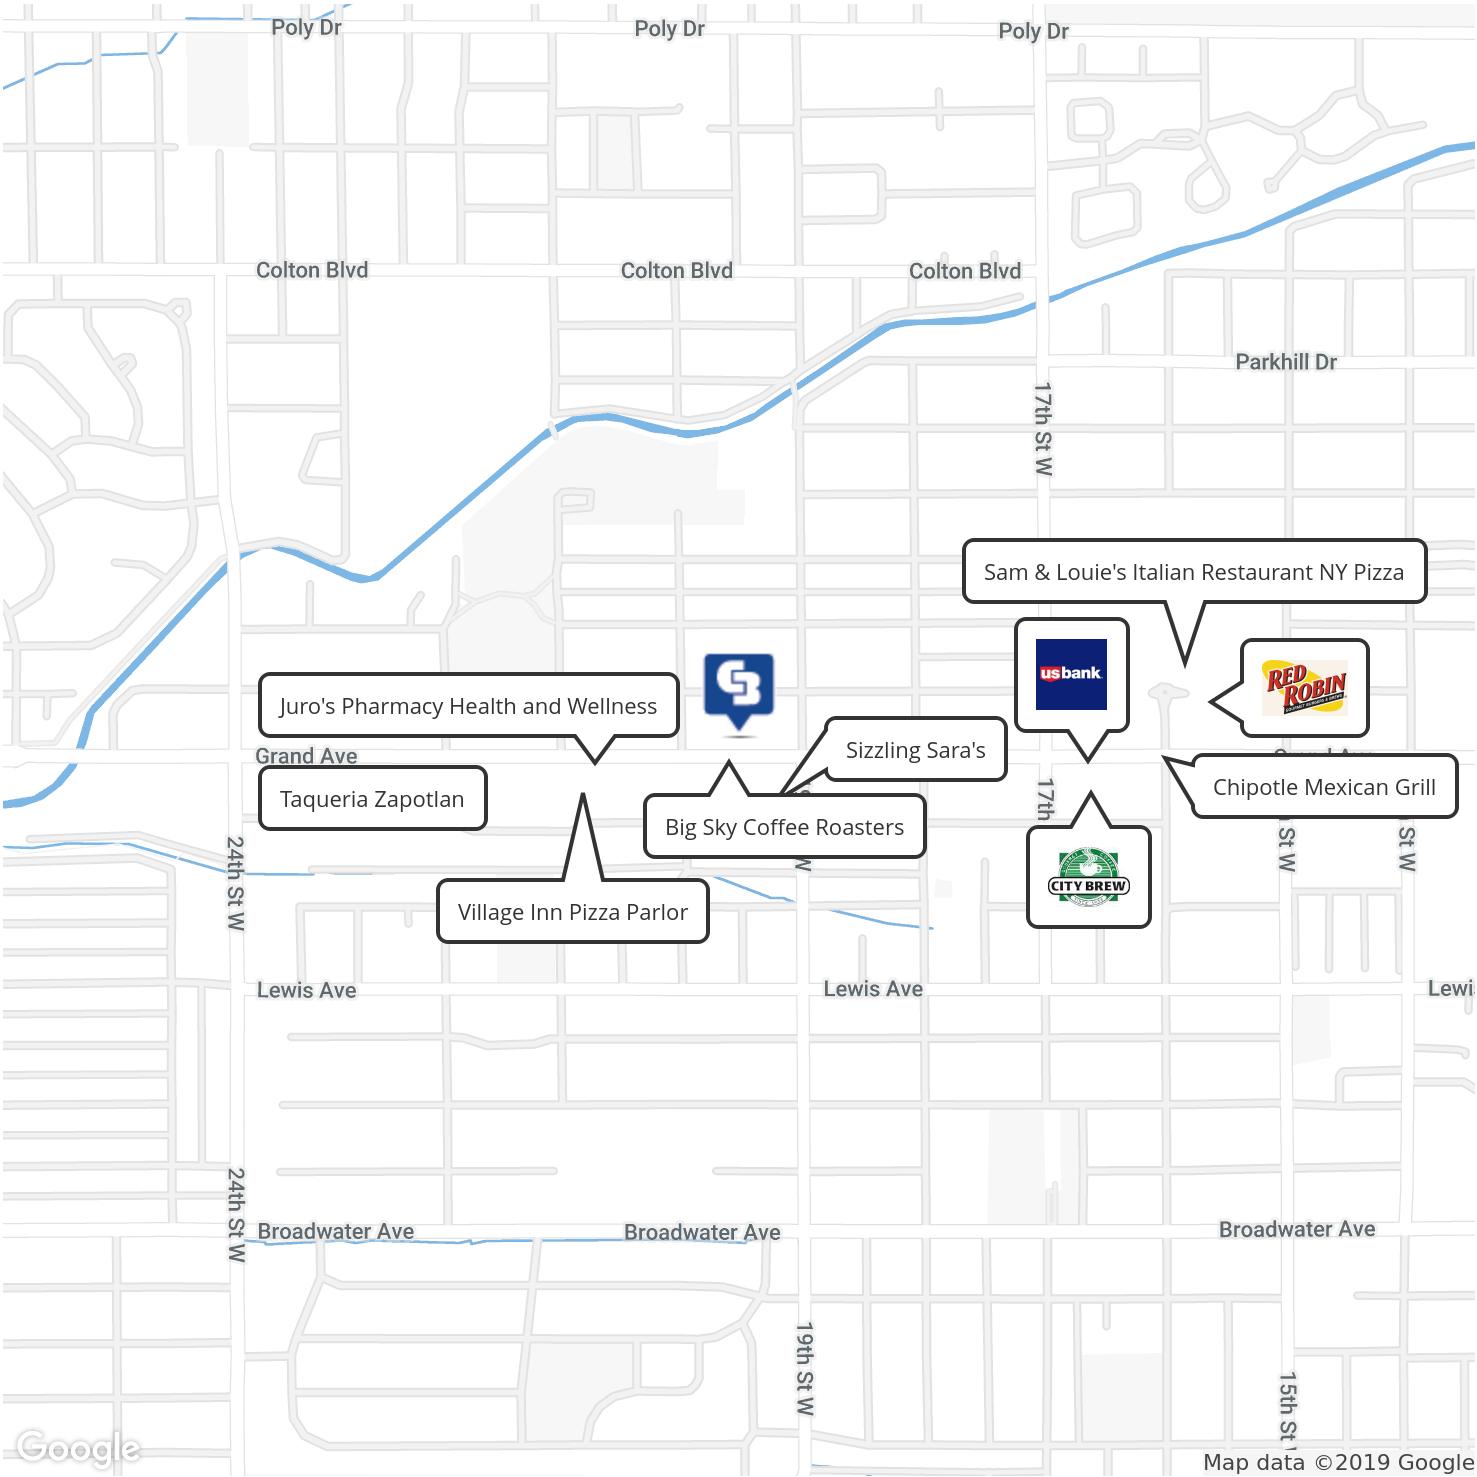 Poly Dr
Poly Dr
Poly Dr
Colton Blvd
Colton Blvd
Colton Blvd
Parkhill Dr
17th St W
Sam & Louie's Italian Restaurant NY Pizza
usbank
RED
ROBIN
Juro's Pharmacy Health and Wellness
Sizzling Sara's
Grand Ave
Chipotle Mexican Grill
Taqueria Zapotlan
17th
Big Sky Coffee Roasters
24th St W
W
St W
St W
CITY BREW
Village Inn Pizza Parlor
Lewis Ave
Lewis Ave
Lewis
24th St W
Broadwater Ave
Broadwater Ave
Broadwater Ave
19th St W
15th St W
Google
Map data ©2019 Google